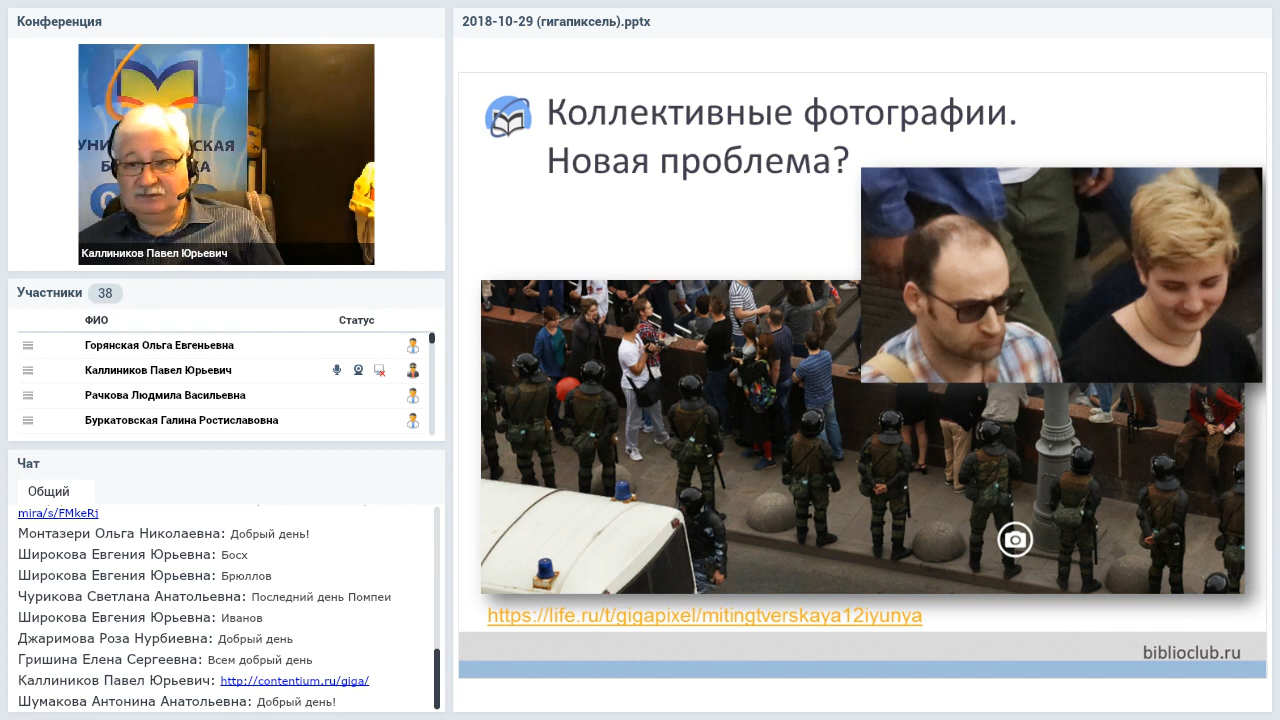 Конференция
УНИ
СКАЯ
Каллиников Павел Юрьевич
Участники 38
ФИО Статус
Горянская Ольга Евгеньевна
Каллиников Павел Юрьевич
Рачкова Людмила Васильевна
Буркатовская Галина Ростиславовна
Чат
Общий
mira/s/FMkeRj
Монтазери Ольга Николаевна: Добрый день!
Широкова Евгения Юрьевна: Босх
Широкова Евгения Юрьевна: Брюллов
Чурикова Светлана Анатольевна: Последний день Помпеи
Широкова Евгения Юрьевна: Иванов
Джаримова Роза Нурбиевна: Добрый день
Гришина Елена Сергеевна: Всем добрый день
Каллиников Павел Юрьевич: http://contentium.ru/giga/
Шумакова Антонина Анатольевна: Добрый день!
2018-10-29 (гигапиксель).pptx
Коллективные фотографии.
Новая проблема?
https://life.ru/t/gigapixel/mitingtverskaya12iyunya
biblioclub.ru